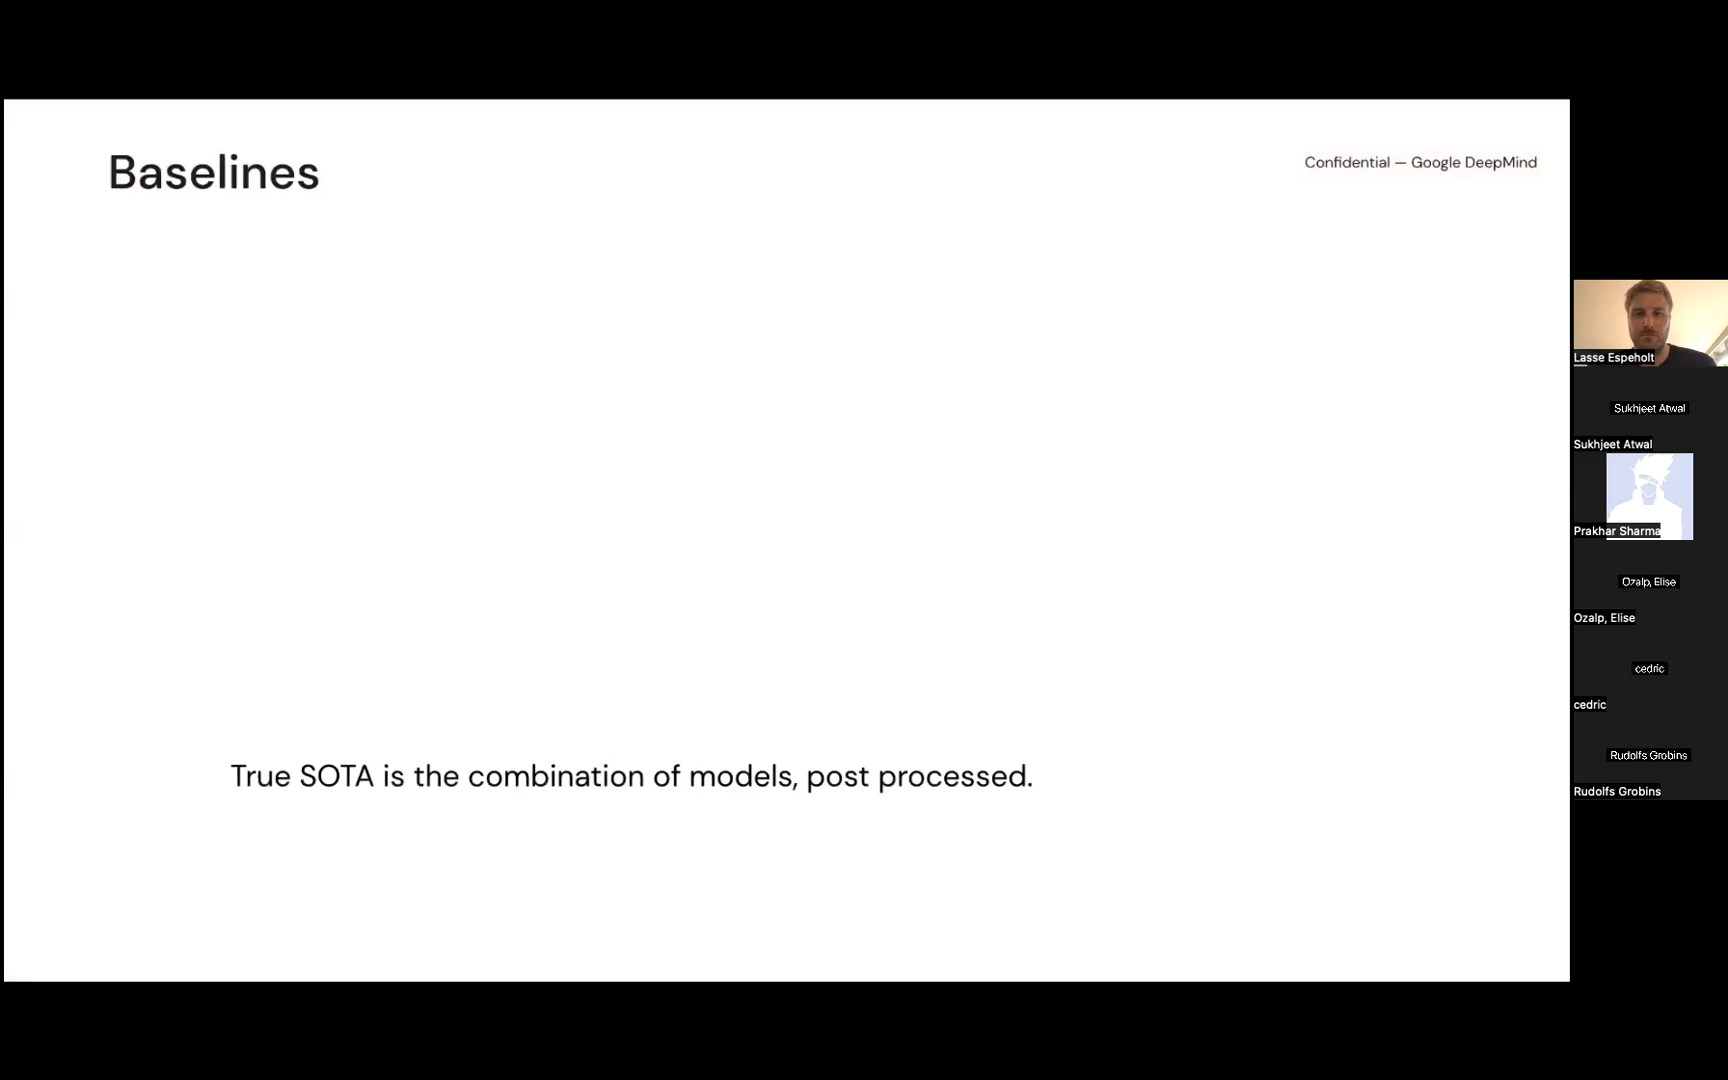 Baselines
Confidential — Google DeepMind
True SOTA is the combination of models, post processed.
Lasse Espeholt
Sukhjeet Atwal
Sukhjeet Atwal
Prakhar Sharma
Ozalp, Elise
Ozalp, Elise
cedric
cedric
Rudolfs Grobins
Rudolfs Grobins